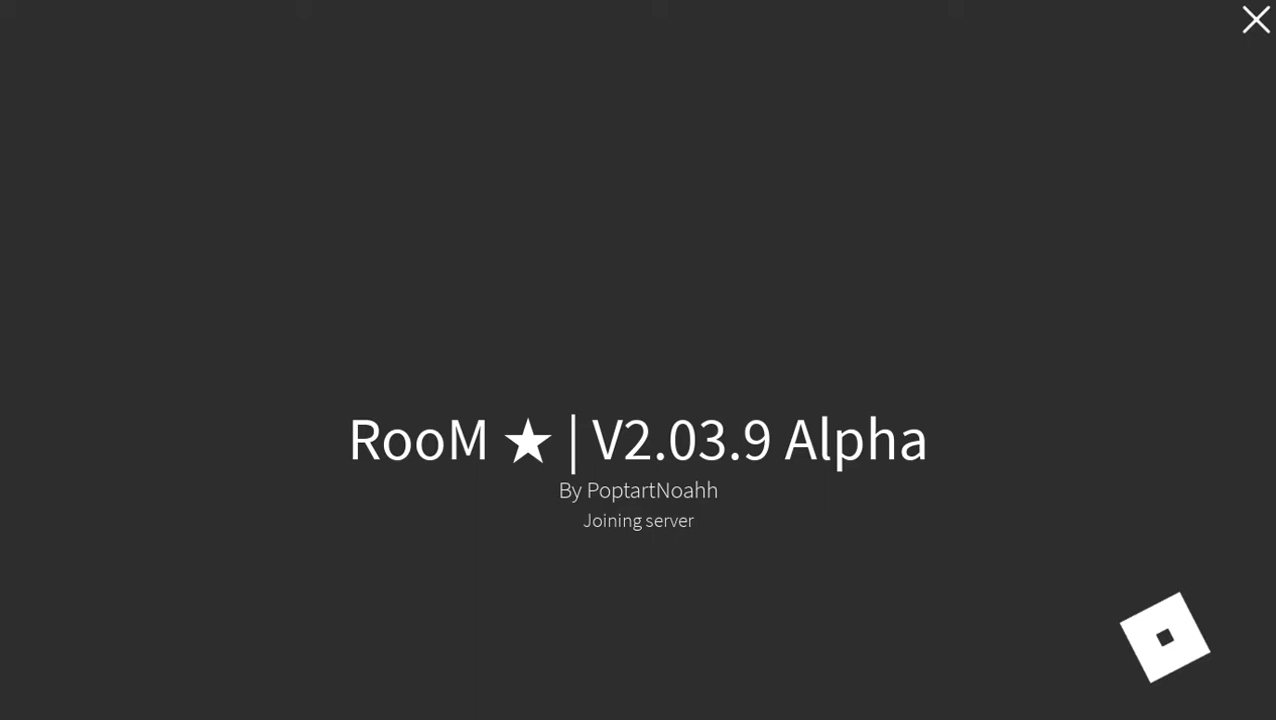 RooM ★ | V2.03.9 Alpha
By PoptartNoahh
Joining server